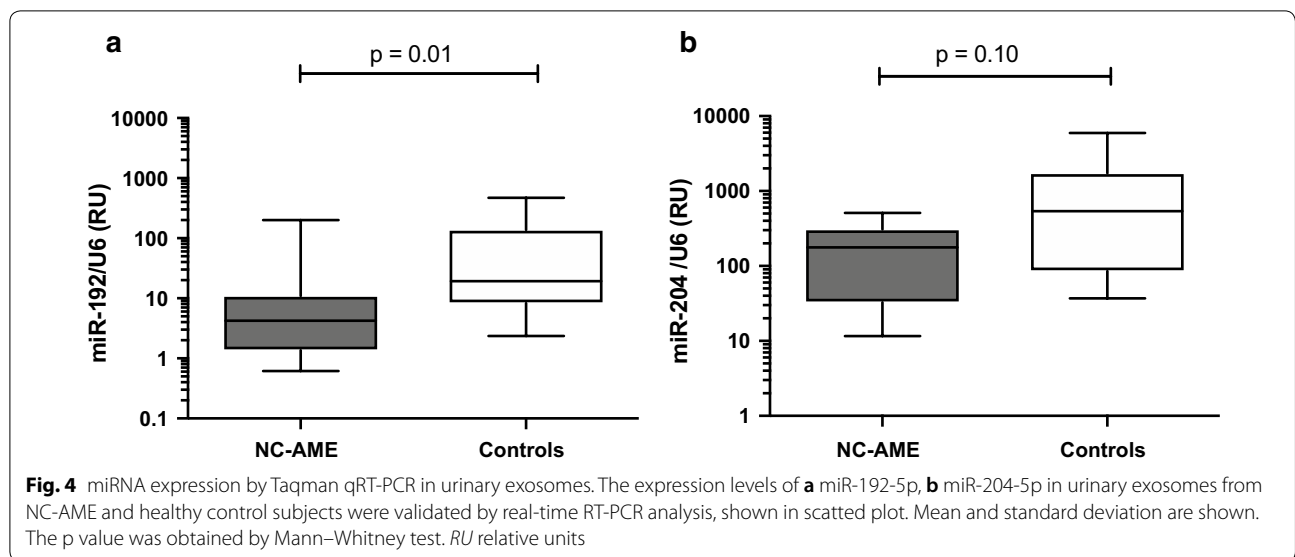 a
p = 0.01
10000
1000
100
10
1
0.1
miR-192/U6 (RU)
NC-AME
Controls
b
p = 0.10
10000
1000
100
10
1
miR-204 /U6 (RU)
NC-AME
Controls
Fig. 4 miRNA expression by Taqman qRT-PCR in urinary exosomes. The expression levels of a miR-192-5p, b miR-204-5p in urinary exosomes from
NC-AME and healthy control subjects were validated by real-time RT-PCR analysis, shown in scatted plot. Mean and standard deviation are shown.
The p value was obtained by Mann–Whitney test. RU relative units